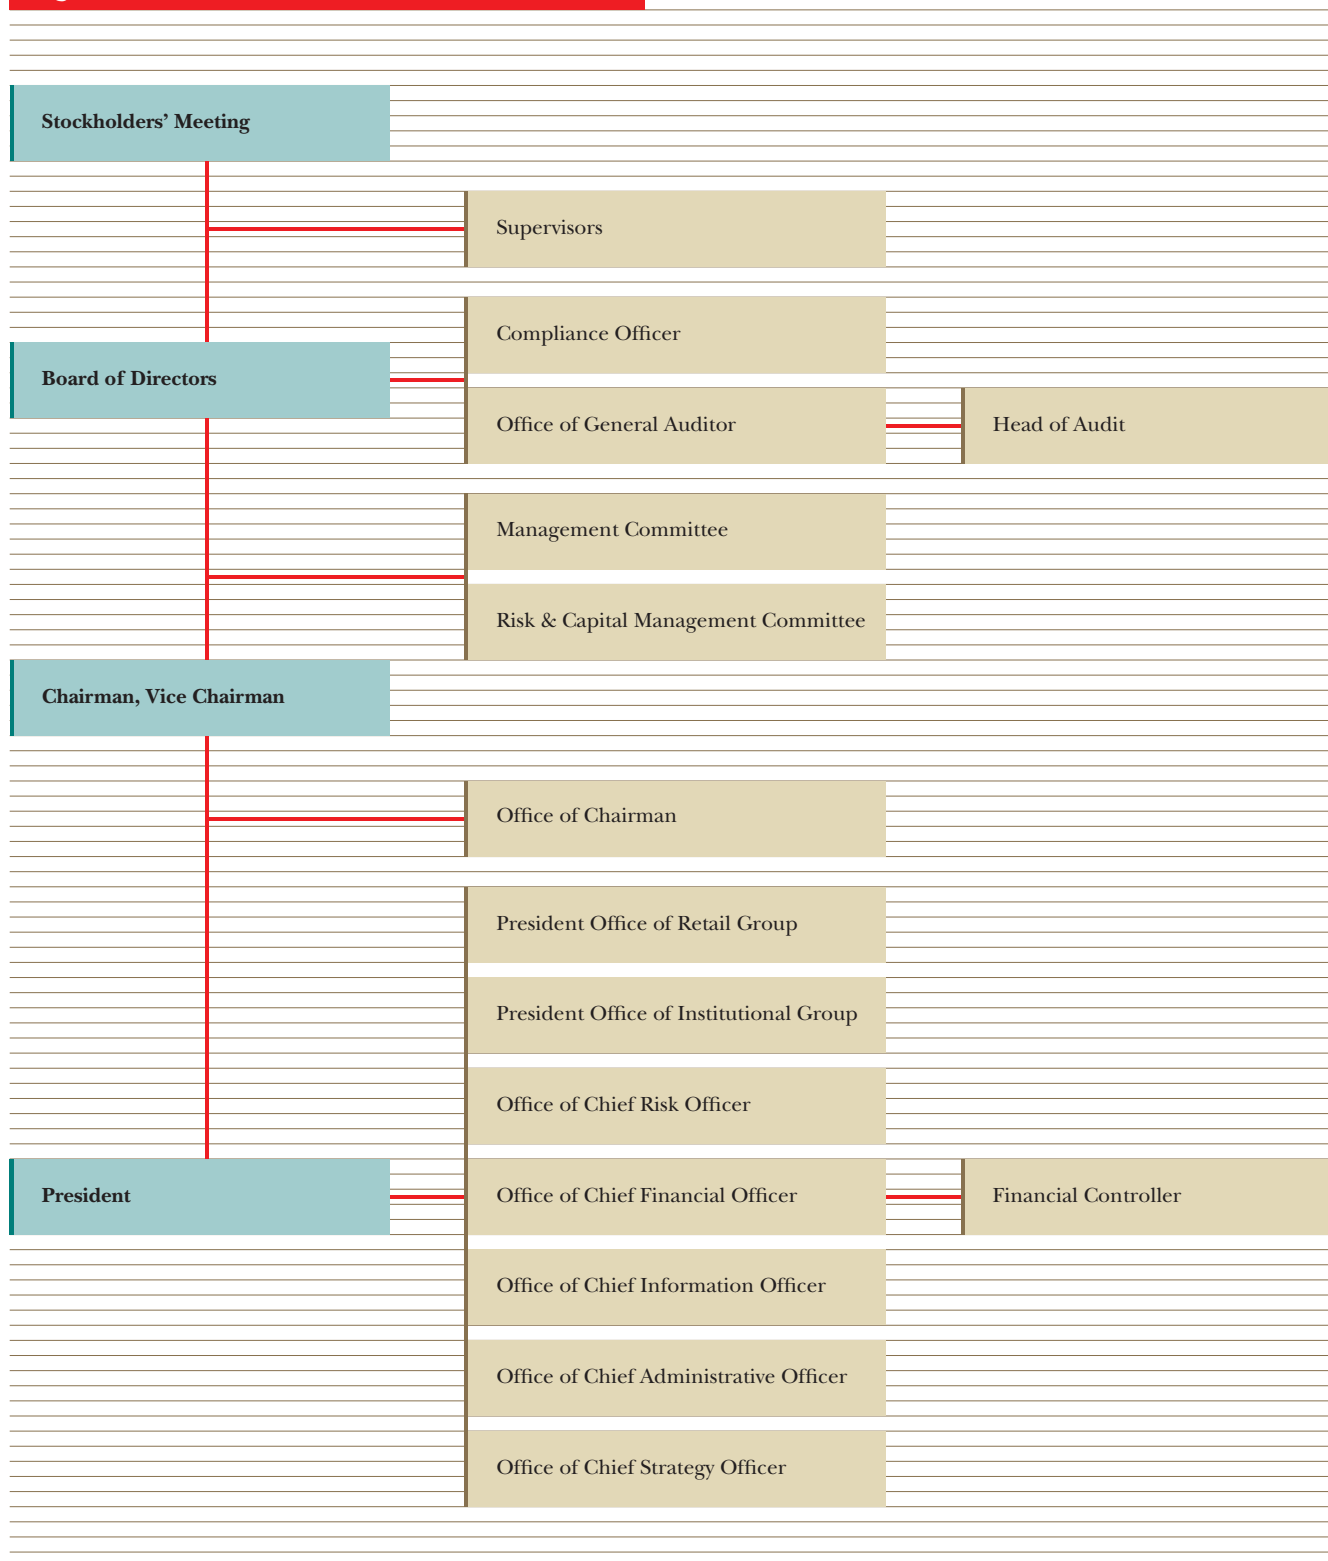 Stockholders’ Meeting
Supervisors
Compliance Officer
Board of Directors
Office of General Auditor
Head of Audit
Management Committee
Risk & Capital Management Committee
Chairman, Vice Chairman
Office of Chairman
President Office of Retail Group
President Office of Institutional Group
Office of Chief Risk Officer
President
Office of Chief Financial Officer
Financial Controller
Office of Chief Information Officer
Office of Chief Administrative Officer
Office of Chief Strategy Officer